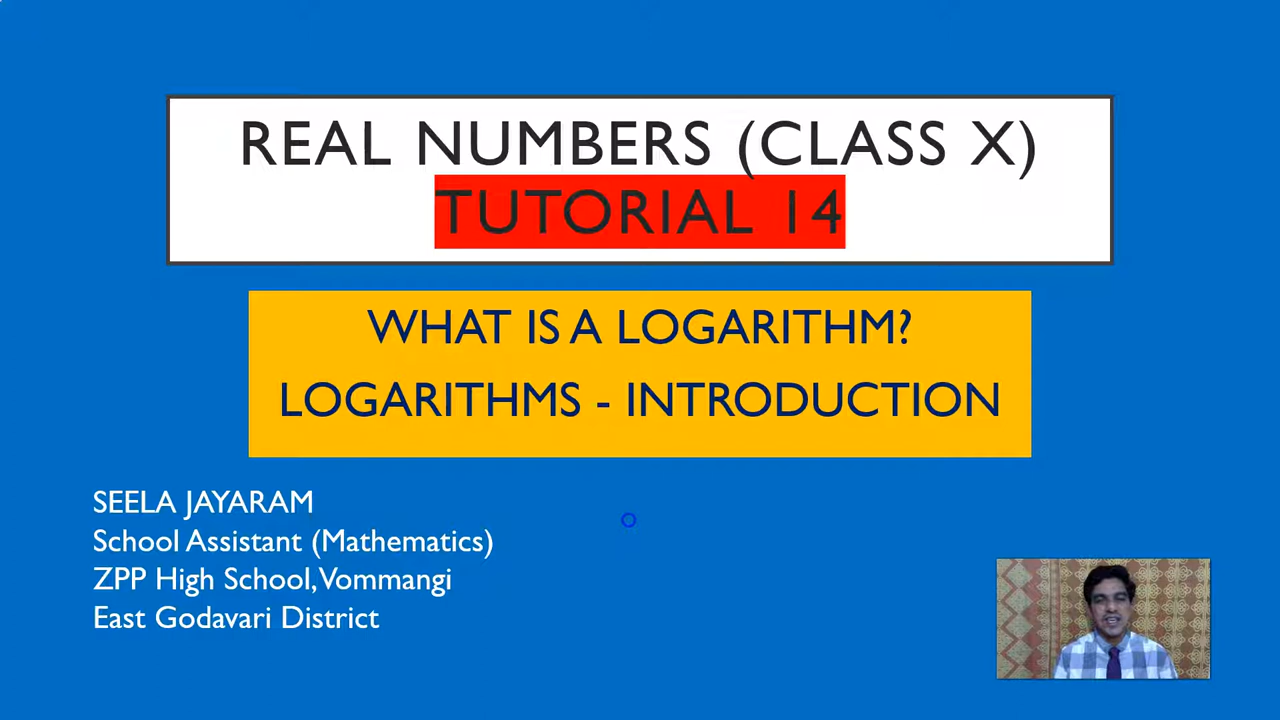 REAL NUMBERS (CLASS X)
TUTORIAL 14
WHAT IS A LOGARITHM?
LOGARITHMS - INTRODUCTION
SEELA JAYARAM
School Assistant (Mathematics)
ZPP High School, Vommangi
East Godavari District